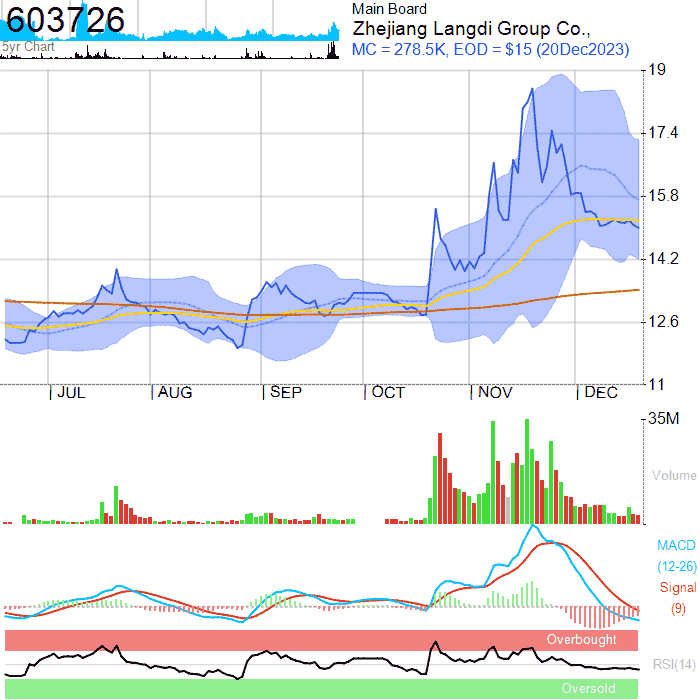 603726
5yr Chart
Main Board
Zhejiang Langdi Group Co.,
MC = 278.5K, EOD = $15 (20Dec2023)
19
17.4
15.8
14.2
12.6
11
JUL
AUG
SEP
OCT
NOV
DEC
35M
Volume
MACD
(12-26)
Signal
(9)
Overbought
RSI(14)
Oversold